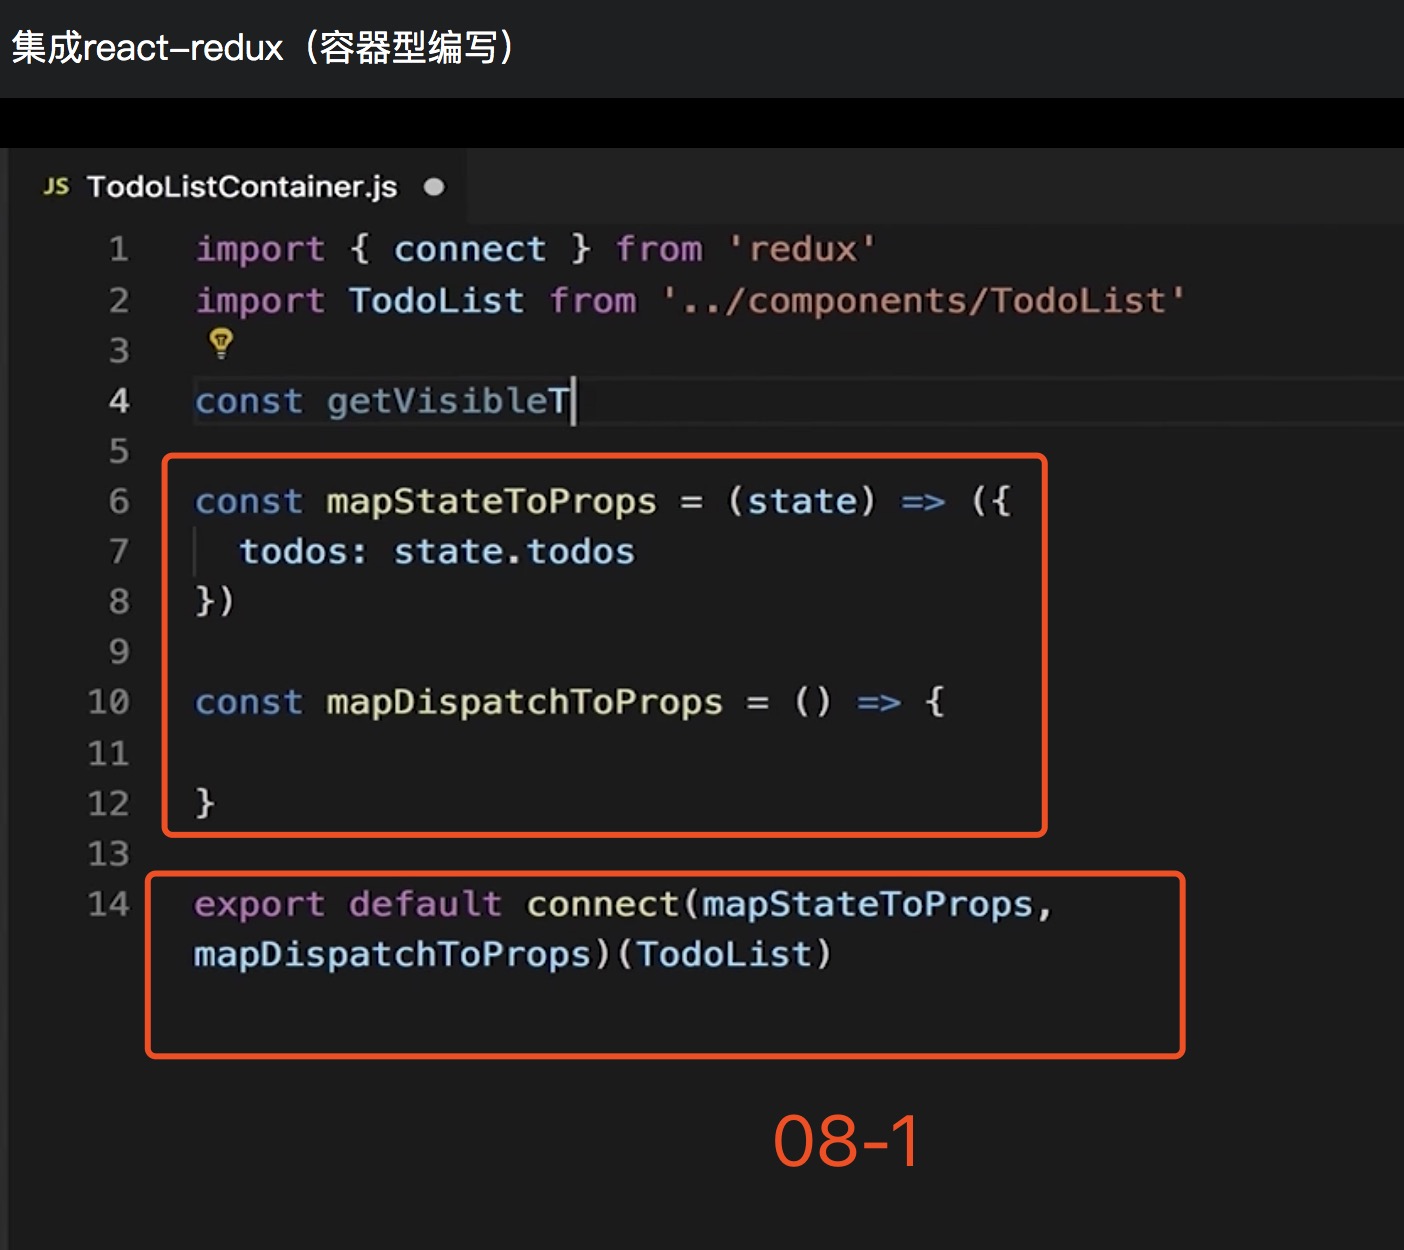 集成react-redux（容器型编写）
JS TodoListContainer.js
1 import { connect } from 'redux'
2 import TodoList from '../components/TodoList'
3
4 const getVisibleT
5
6 const mapStateToProps = (state) => ({
7   todos: state.todos
8 })
9
10 const mapDispatchToProps = () => {
11
12 }
13
14 export default connect(mapStateToProps,
mapDispatchToProps)(TodoList)
08-1